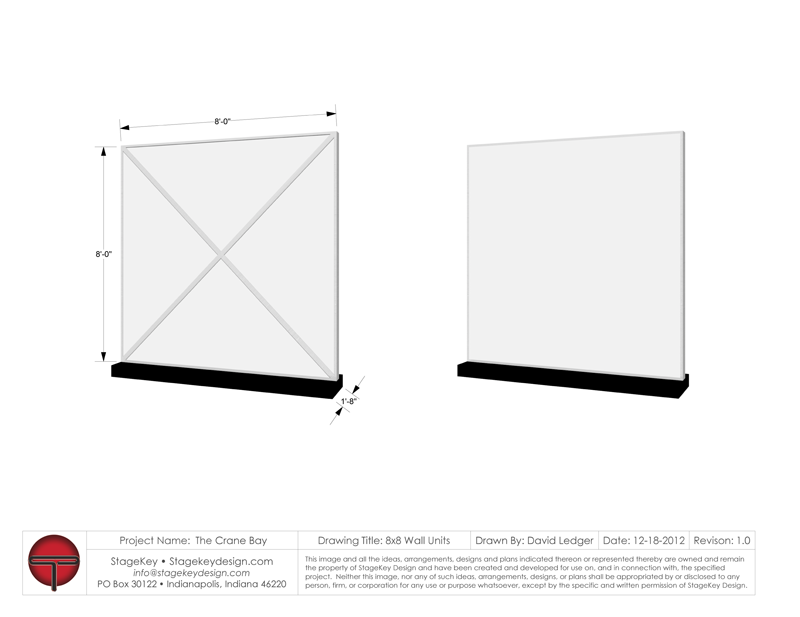 8'-0"
8'-0"
1'-8"
Project Name: The Crane Bay
Drawing Title: 8x8 Wall Units
Drawn By: David Ledger
Date: 12-18-2012
Revison: 1.0
StageKey • Stagekeydesign.com
info@stagekeydesign.com
PO Box 30122 • Indianapolis, Indiana 46220
This image and all the ideas, arrangements, designs and plans indicated thereon or represented thereby are owned and remain
the property of StageKey Design and have been created and developed for use on, and in connection with, the specified
project. Neither this image, nor any of such ideas, arrangements, designs, or plans shall be appropriated by or disclosed to any
person, firm, or corporation for any use or purpose whatsoever, except by the specific and written permission of StageKey Design.